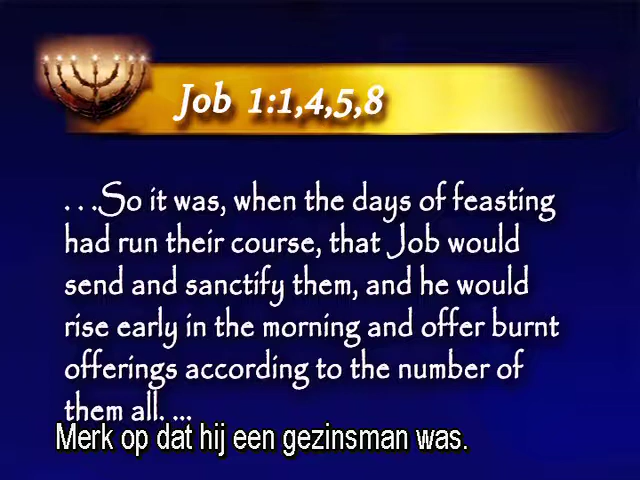 Job 1:1,4,5,8
. . .So it was, when the days of feasting
had run their course, that Job would
send and sanctify them, and he would
rise early in the morning and offer burnt
offerings according to the number of
them all. ...
Merk op dat hij een gezinsman was.